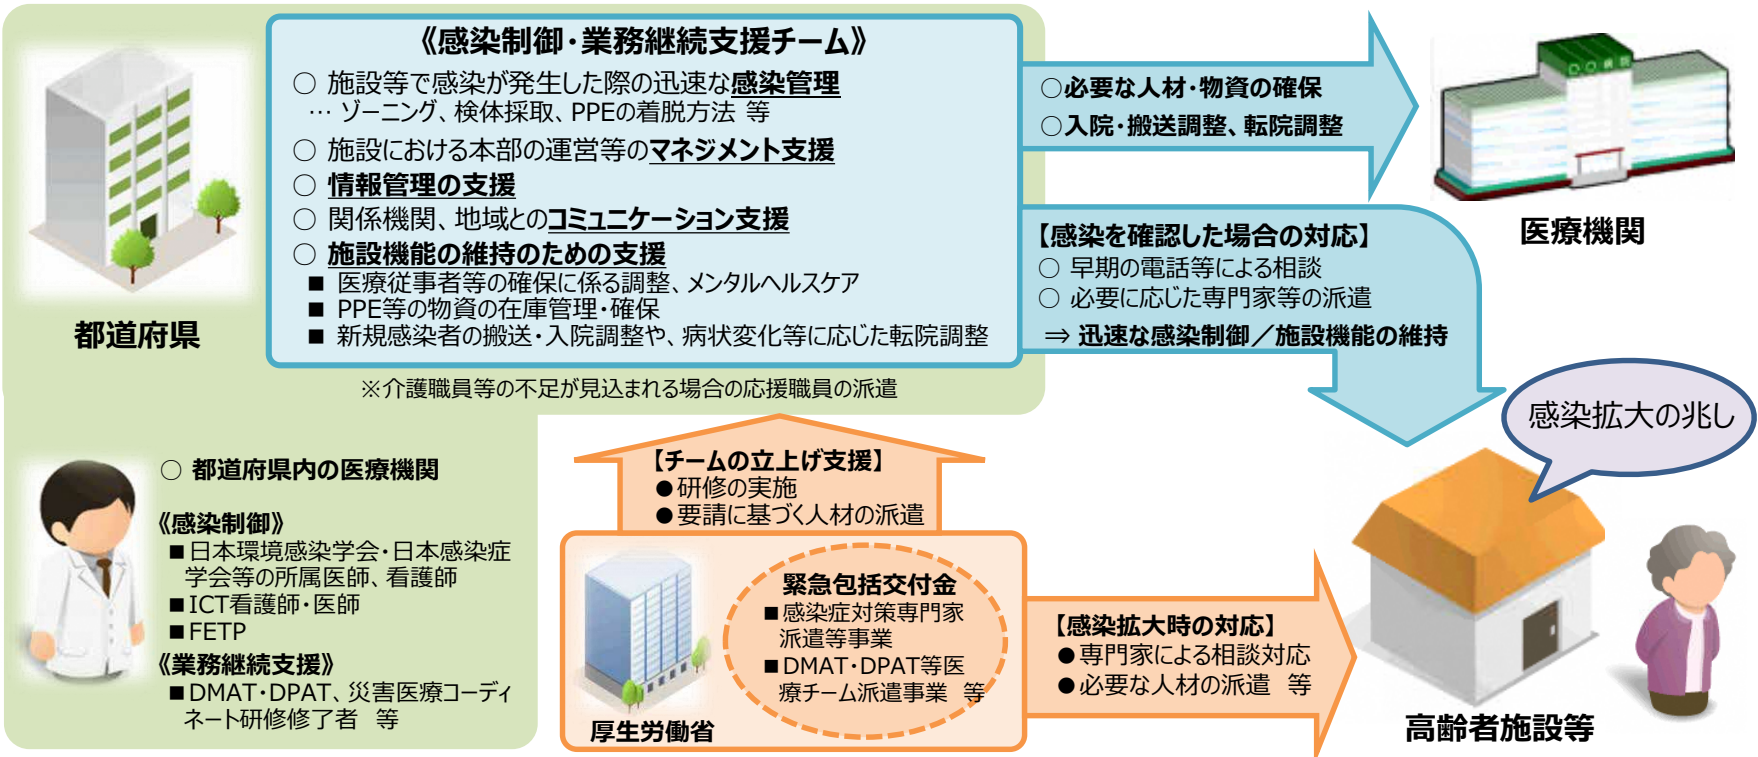 《感染制御・業務継続支援チーム》
○ 施設等で感染が発生した際の迅速な感染管理
… ゾーニング、検体採取、PPEの着脱方法 等
○ 施設における本部の運営等のマネジメント支援
○ 情報管理の支援
○ 関係機関、地域とのコミュニケーション支援
○ 施設機能の維持のための支援
■ 医療従事者等の確保に係る調整、メンタルヘルスケア
■ PPE等の物資の在庫管理・確保
■ 新規感染者の搬送・入院調整や、病状変化等に応じた転院調整
※介護職員等の不足が見込まれる場合の応援職員の派遣
都道府県
○ 都道府県内の医療機関
《感染制御》
■日本環境感染学会・日本感染症
学会等の所属医師、看護師
■ICT看護師・医師
■FETP
《業務継続支援》
■DMAT・DPAT、災害医療コーディ
ネート研修修了者 等
○必要な人材・物資の確保
○入院・搬送調整、転院調整
○○病院
医療機関
【感染を確認した場合の対応】
○ 早期の電話等による相談
○ 必要に応じた専門家等の派遣
⇒ 迅速な感染制御／施設機能の維持
感染拡大の兆し
【チームの立上げ支援】
●研修の実施
●要請に基づく人材の派遣
緊急包括交付金
■感染症対策専門家
派遣等事業
■DMAT・DPAT等医
療チーム派遣事業 等
厚生労働省
【感染拡大時の対応】
●専門家による相談対応
●必要な人材の派遣 等
高齢者施設等